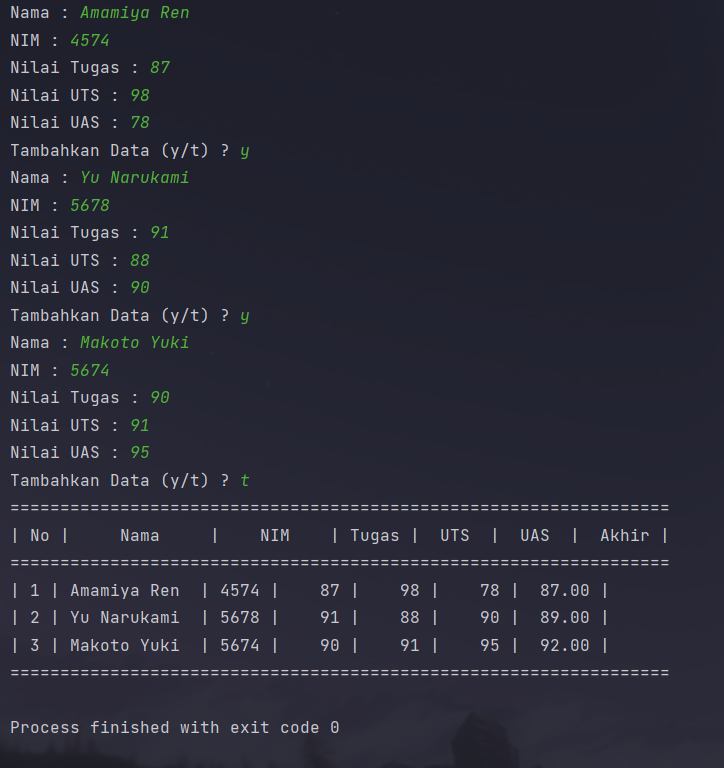 Nama : Amamiya Ren
NIM : 4574
Nilai Tugas : 87
Nilai UTS : 98
Nilai UAS : 78
Tambahkan Data (y/t) ? y
Nama : Yu Narukami
NIM : 5678
Nilai Tugas : 91
Nilai UTS : 88
Nilai UAS : 90
Tambahkan Data (y/t) ? y
Nama : Makoto Yuki
NIM : 5674
Nilai Tugas : 90
Nilai UTS : 91
Nilai UAS : 95
Tambahkan Data (y/t) ? t
==================================================================
| No |     Nama     |    NIM    | Tugas |  UTS  |  UAS  |  Akhir |
==================================================================
| 1 | Amamiya Ren  | 4574 |    87 |    98 |    78 |  87.00 |
| 2 | Yu Narukami  | 5678 |    91 |    88 |    90 |  89.00 |
| 3 | Makoto Yuki  | 5674 |    90 |    91 |    95 |  92.00 |
==================================================================
Process finished with exit code 0